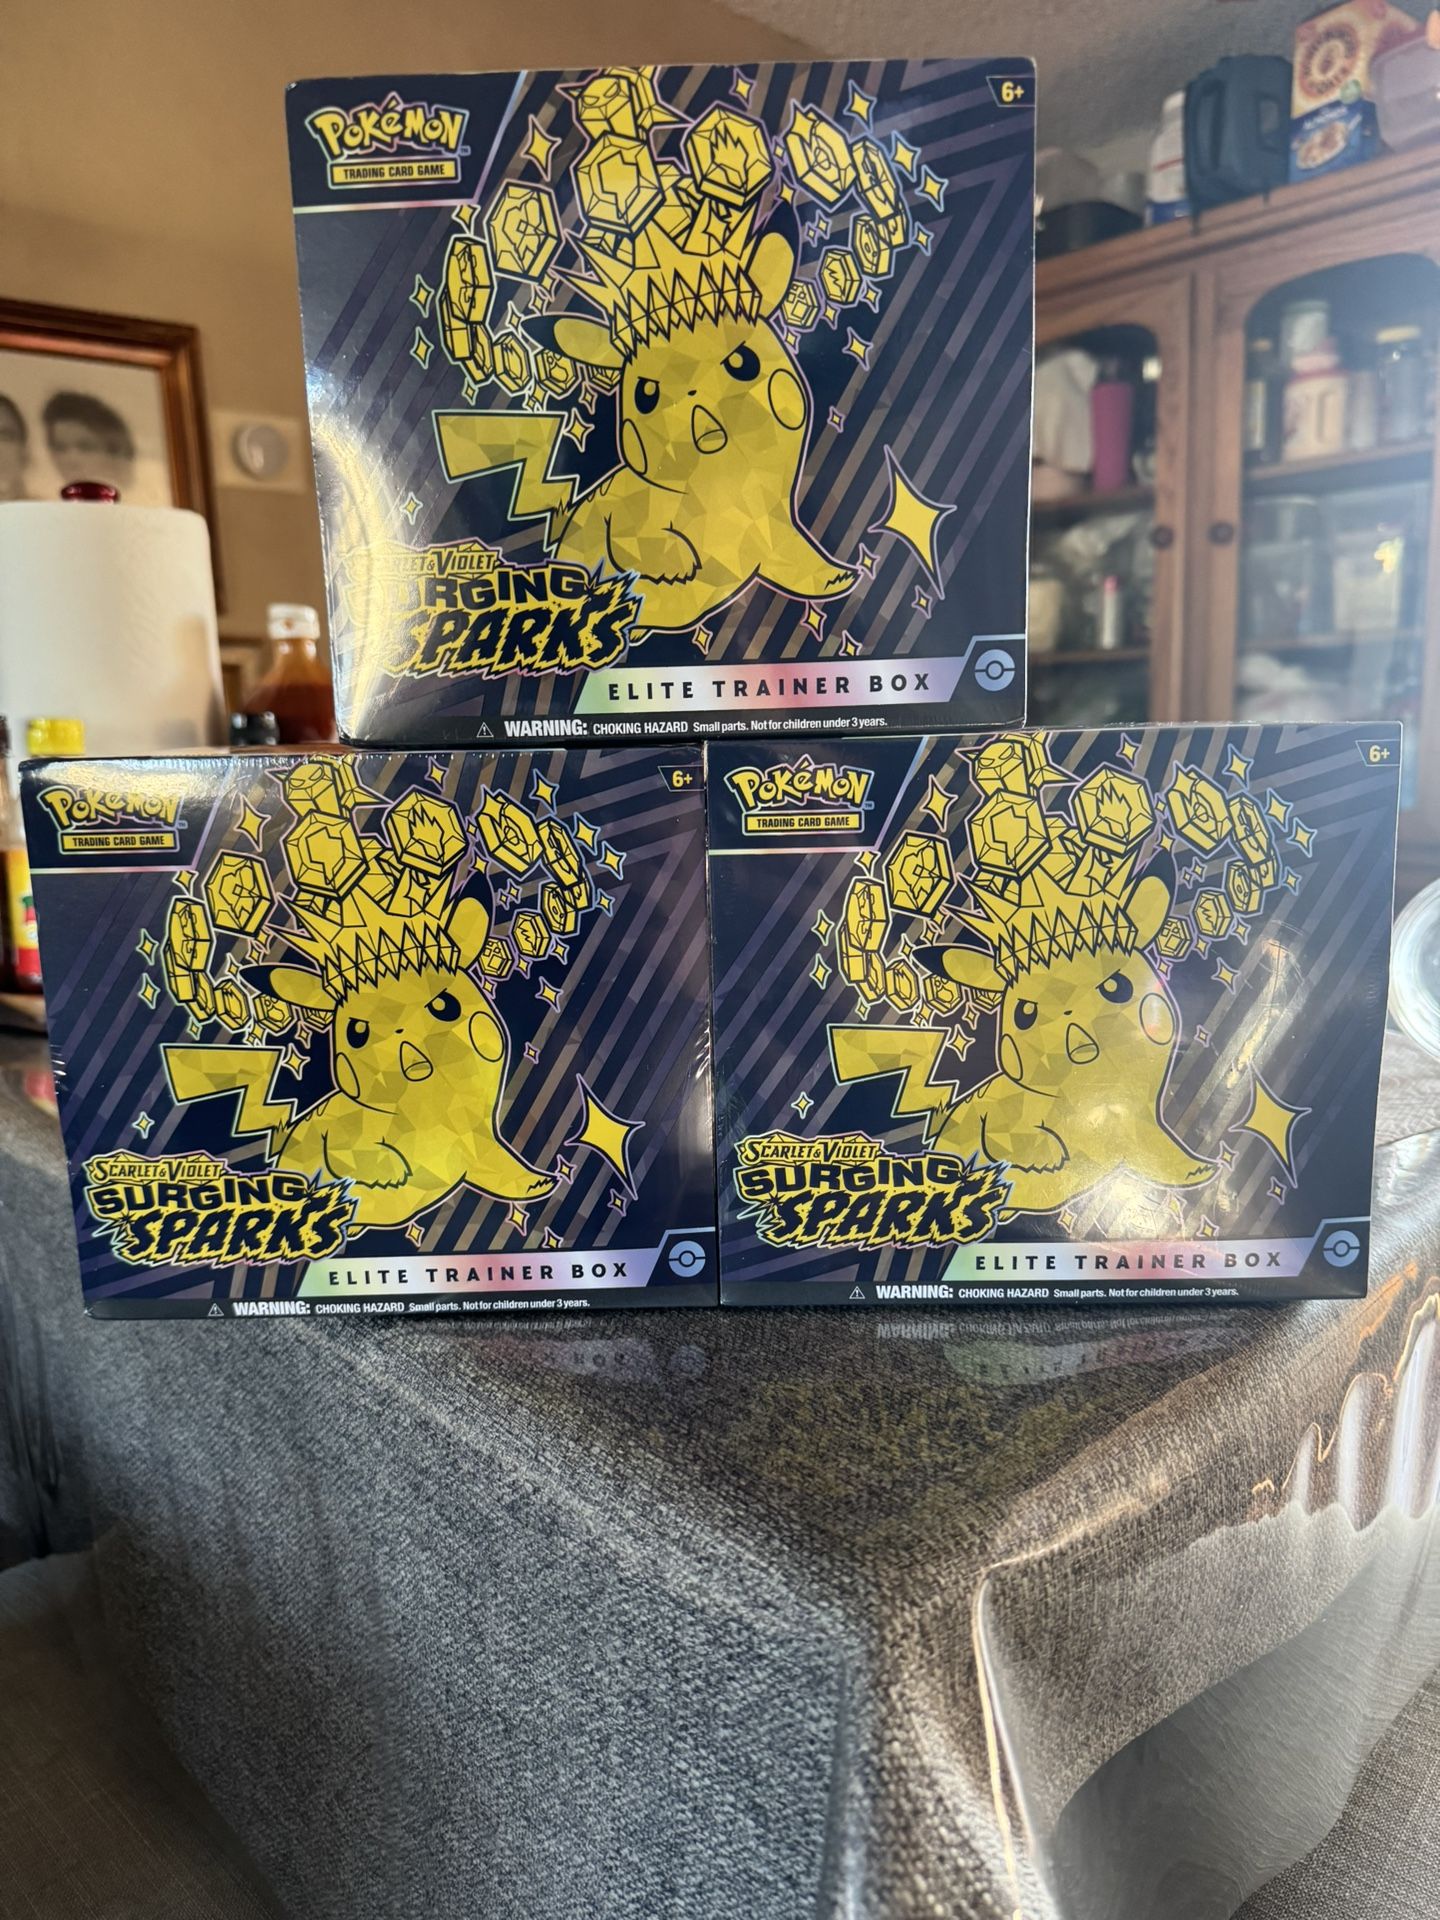 POKéMON
TM
TRADING CARD GAME
6+
SCARLET & VIOLET
SURGING
SPARKS
ELITE TRAINER BOX
WARNING: CHOKING HAZARD Small parts. Not for children under 3 years.
POKéMON
TM
TRADING CARD GAME
6+
SCARLET & VIOLET
SURGING
SPARKS
ELITE TRAINER BOX
WARNING: CHOKING HAZARD Small parts. Not for children under 3 years.
POKéMON
TM
TRADING CARD GAME
6+
SCARLET & VIOLET
SURGING
SPARKS
ELITE TRAINER BOX
WARNING: CHOKING HAZARD Small parts. Not for children under 3 years.